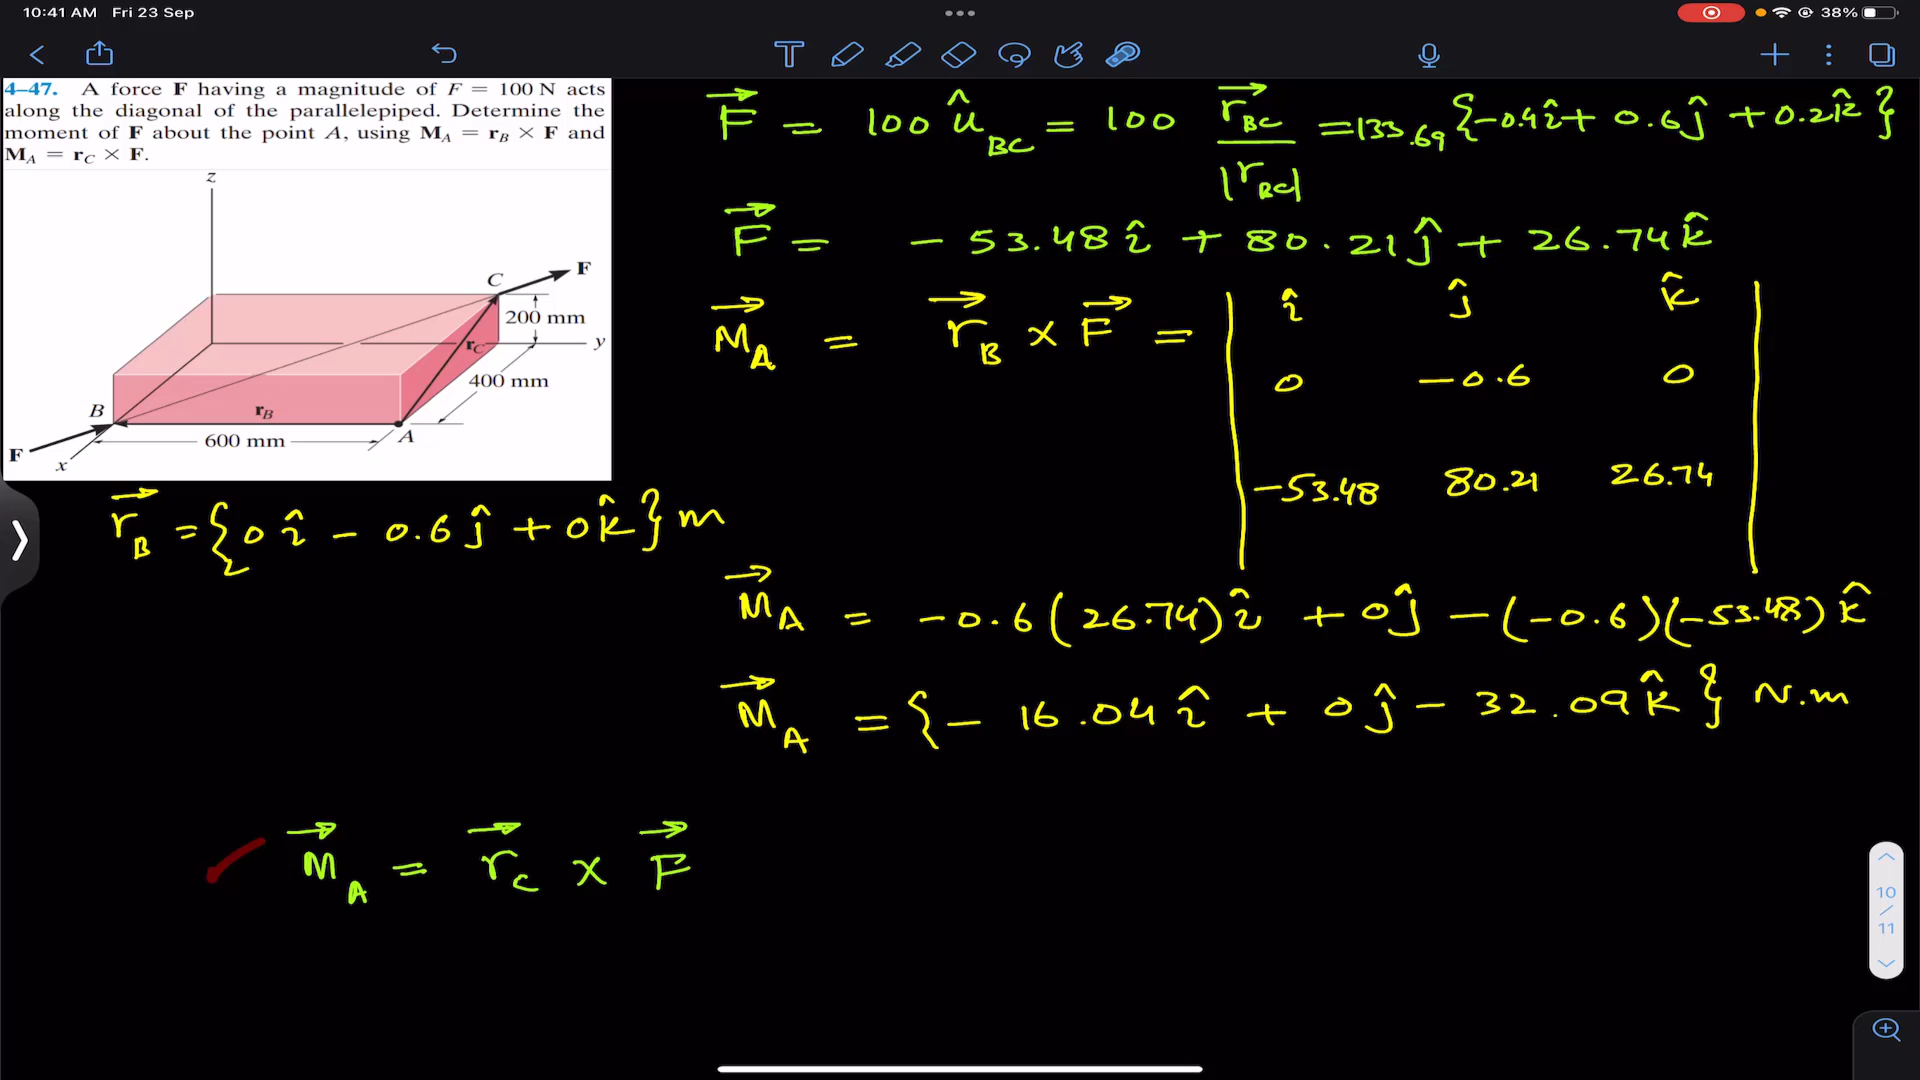 10:41 AM Fri 23 Sep
38%
4–47. A force F having a magnitude of F = 100 N acts
along the diagonal of the parallelepiped. Determine the
moment of F about the point A, using M_A = r_B × F and
M_A = r_C × F.
z
C
F
200 mm
r_C
y
400 mm
B
r_B
600 mm
A
F
x
F⃗ = 100 û_BC = 100 r⃗_BC / |r_BC| = 133.69 {-0.4î + 0.6ĵ + 0.2k̂}
F⃗ = - 53.48 î + 80.21 ĵ + 26.74 k̂
M⃗_A = r⃗_B × F⃗ = | î ĵ k̂
0 -0.6 0
-53.48 80.21 26.74 |
r⃗_B = {0 î - 0.6 ĵ + 0 k̂} m
M⃗_A = -0.6(26.74) î + 0ĵ - (-0.6)(-53.48) k̂
M⃗_A = {- 16.04 î + 0 ĵ - 32.09 k̂} N.m
M⃗_A = r⃗_C × F⃗
10
/
11